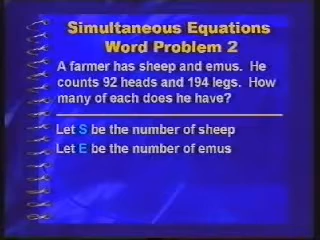 Simultaneous Equations
Word Problem 2
A farmer has sheep and emus. He
counts 92 heads and 194 legs. How
many of each does he have?
Let S be the number of sheep
Let E be the number of emus